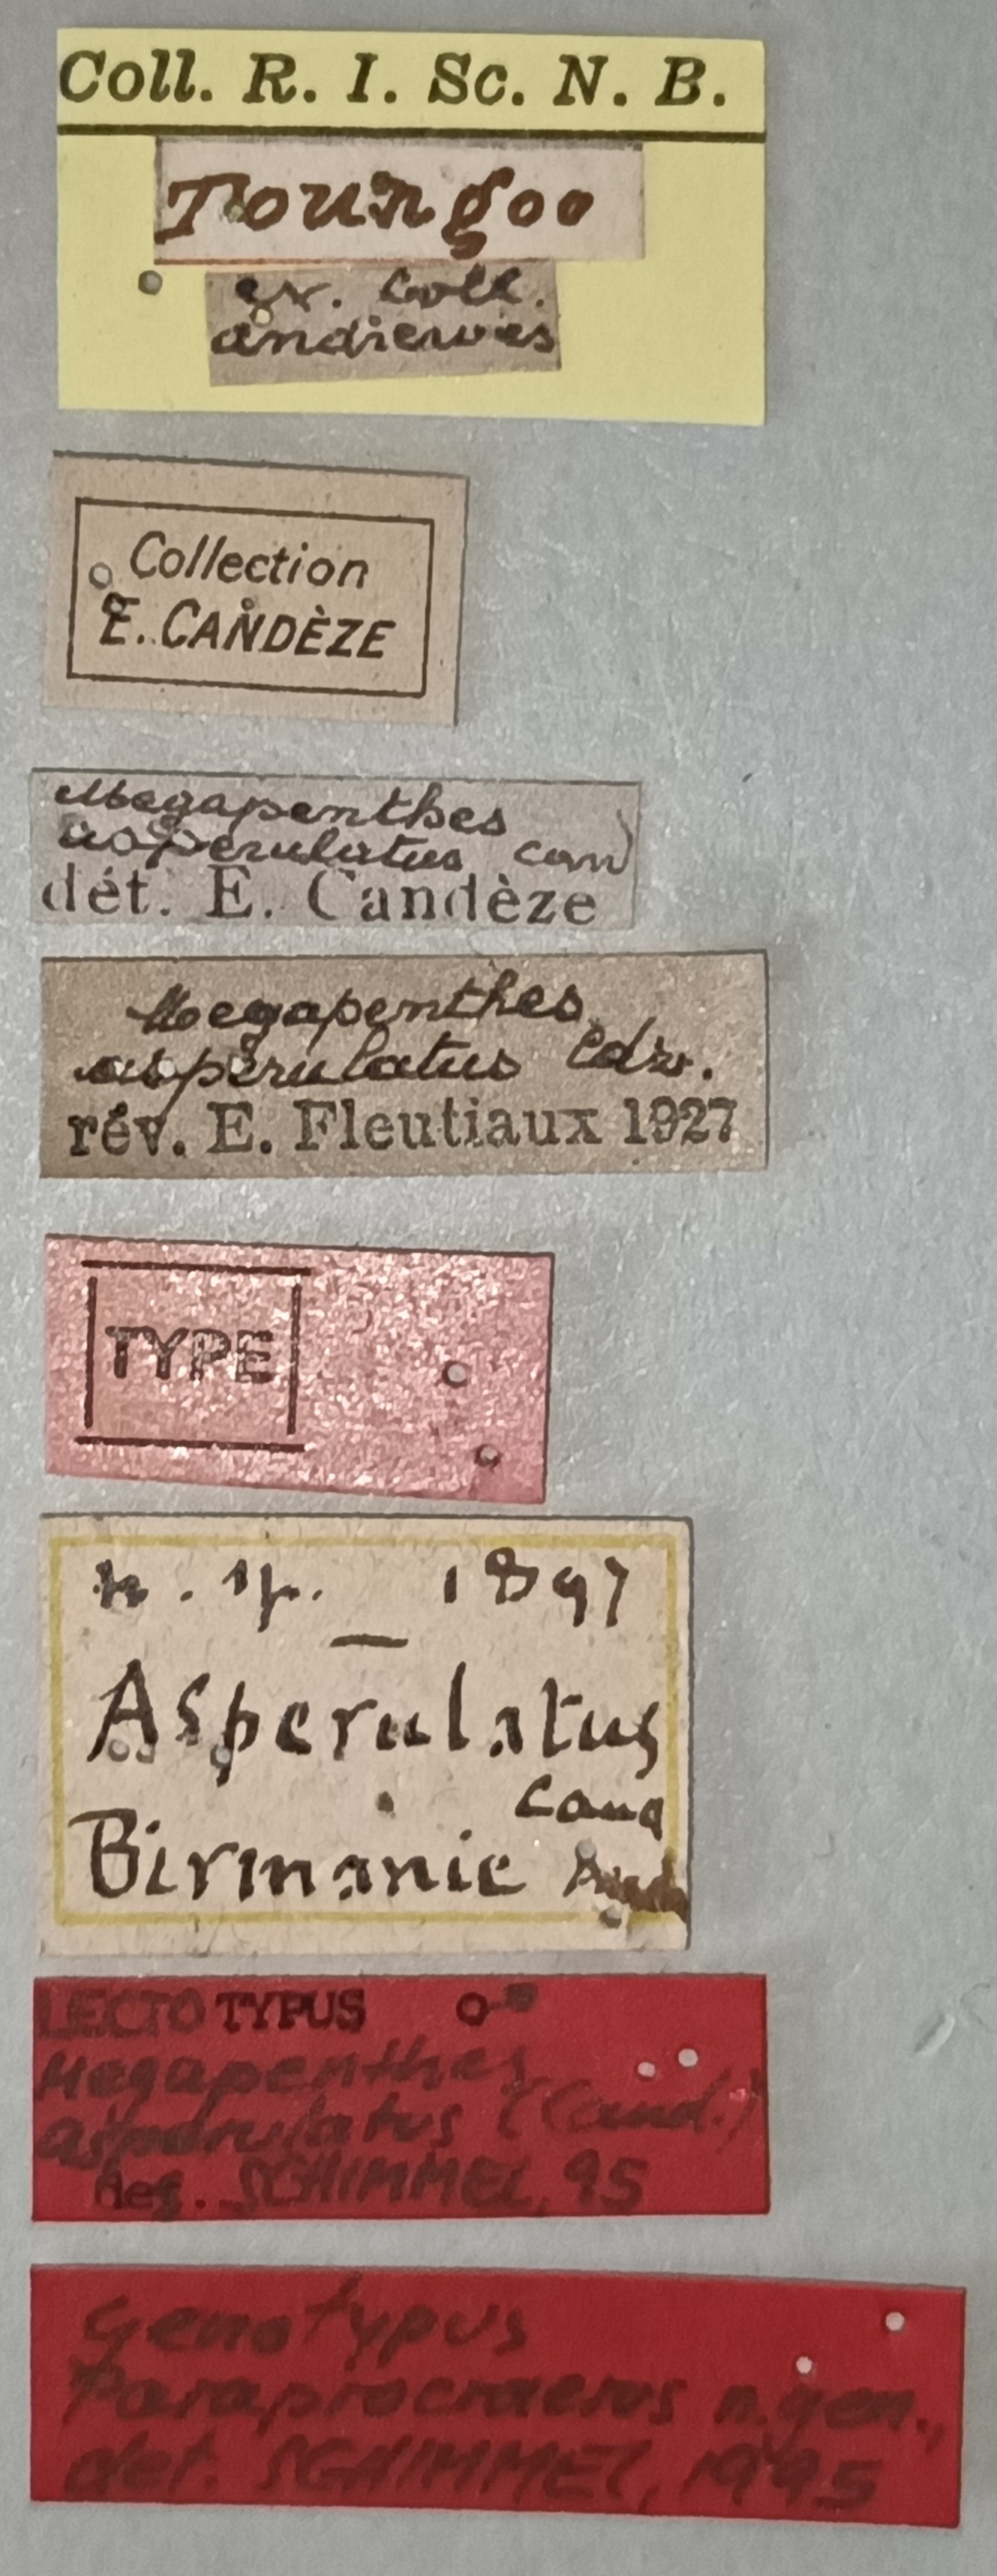 Coll. R. I. Sc. N. B.
Toungoo
ex. Coll.
andrewes
Collection
E. CANDÈZE
Megapenthes
asperulatus cand
dét. E. Candèze
Megapenthes
asperulatus Cdz.
rév. E. Fleutiaux 1927
TYPE
n. sp. _ 1897
Asperulatus
Cand
Birmanie
LECTOTYPUS ♂
Megapenthes
asperulatus (Cand.)
des. SCHIMMEL, 95
Genotypus
Paraprocraerus n.gen.,
det. SCHIMMEL, 1995